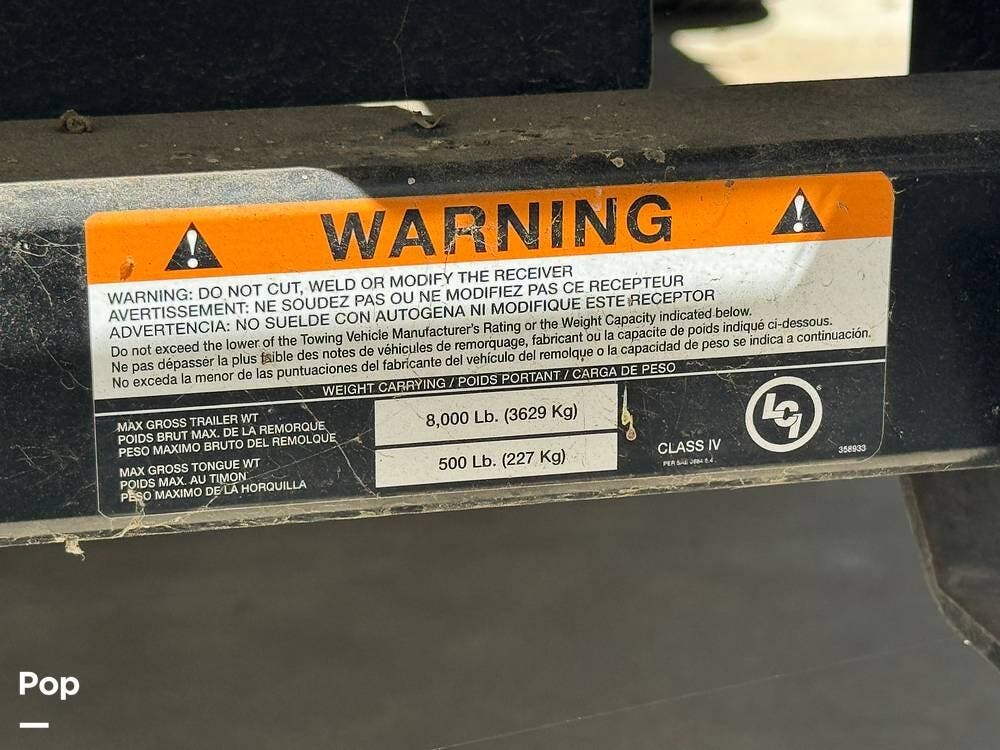 WARNING
WARNING: DO NOT CUT, WELD OR MODIFY THE RECEIVER
AVERTISSEMENT: NE SOUDEZ PAS OU NE MODIFIEZ PAS CE RECEPTEUR
ADVERTENCIA: NO SUELDE CON AUTOGENA NI MODIFIQUE ESTE RECEPTOR
Do not exceed the lower of the Towing Vehicle Manufacturer's Rating or the Weight Capacity indicated below.
Ne pas dépasser la plus faible des notes de véhicules de remorquage, fabricant ou la capacite de poids indiqué ci-dessous.
No exceda la menor de las puntuaciones del fabricante del vehículo del remolque o la capacidad de peso se indica a continuación.
WEIGHT CARRYING / POIDS PORTANT / CARGA DE PESO
MAX GROSS TRAILER WT
POIDS BRUT MAX. DE LA REMORQUE
PESO MAXIMO BRUTO DEL REMOLQUE
8,000 Lb. (3629 Kg)
MAX GROSS TONGUE WT
POIDS MAX. AU TIMON
PESO MAXIMO DE LA HORQUILLA
500 Lb. (227 Kg)
CLASS IV
LCI
358933
Pop